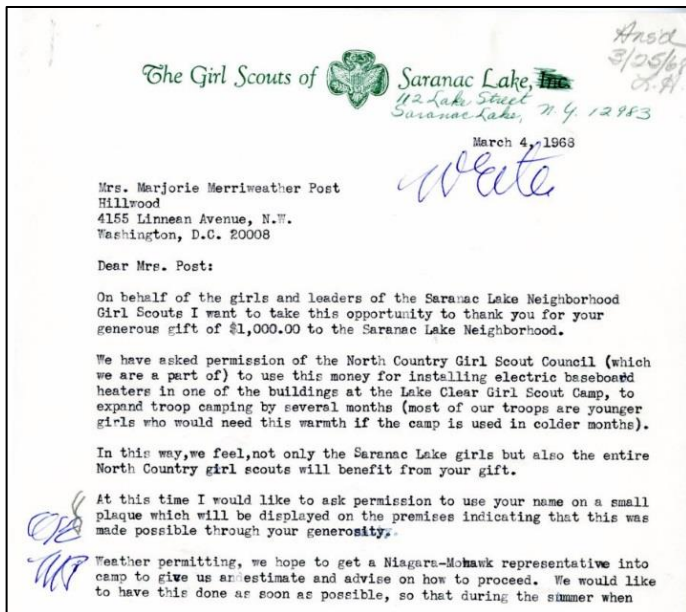 Ans'd
3/25/68
L.H.
The Girl Scouts of Saranac Lake, Inc.
112 Lake Street
Saranac Lake, N.Y. 12983
March 4, 1968
Write
Mrs. Marjorie Merriweather Post
Hillwood
4155 Linnean Avenue, N.W.
Washington, D.C. 20008
Dear Mrs. Post:
On behalf of the girls and leaders of the Saranac Lake Neighborhood
Girl Scouts I want to take this opportunity to thank you for your
generous gift of $1,000.00 to the Saranac Lake Neighborhood.
We have asked permission of the North Country Girl Scout Council (which
we are a part of) to use this money for installing electric baseboard
heaters in one of the buildings at the Lake Clear Girl Scout Camp, to
expand troop camping by several months (most of our troops are younger
girls who would need this warmth if the camp is used in colder months).
In this way,we,feel,not only the Saranac Lake girls but also the entire
North Country girl scouts will benefit from your gift.
At this time I would like to ask permission to use your name on a small
plaque which will be displayed on the premises indicating that this was
made possible through your generosity.
OK
MP
Weather permitting, we hope to get a Niagara-Mohawk representative into
camp to give us an estimate and advise on how to proceed.  We would like
to have this done as soon as possible, so that during the summer when